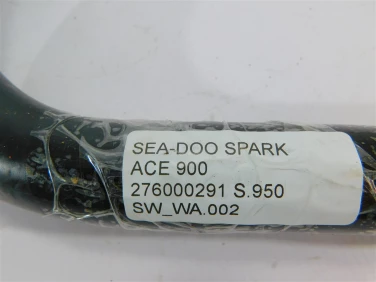 SEA-DOO SPARK
ACE 900
276000291 S.950
SW_WA.002